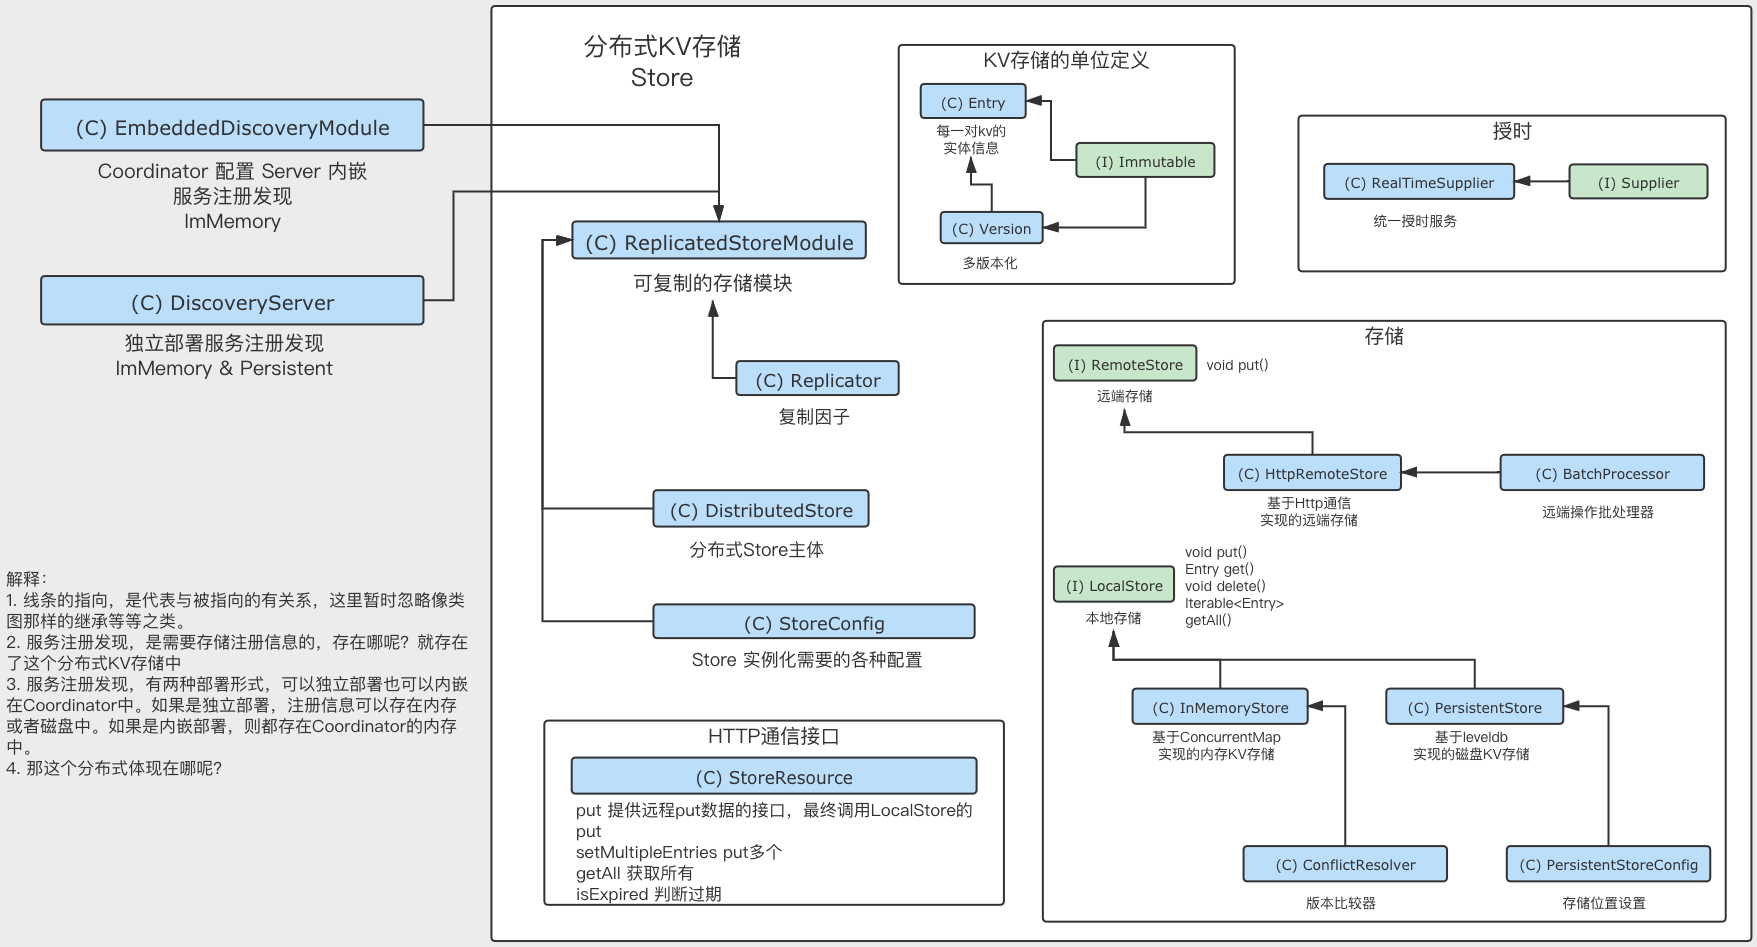 (C) EmbeddedDiscoveryModule
Coordinator 配置 Server 内嵌
服务注册发现
ImMemory
(C) DiscoveryServer
独立部署服务注册发现
ImMemory & Persistent
解释：
1. 线条的指向，是代表与被指向的有关系，这里暂时忽略像类
图那样的继承等等之类。
2. 服务注册发现，是需要存储注册信息的，存在哪呢？就存在
了这个分布式KV存储中
3. 服务注册发现，有两种部署形式，可以独立部署也可以内嵌
在Coordinator中。如果是独立部署，注册信息可以存在内存
或者磁盘中。如果是内嵌部署，则都存在Coordinator的内存
中。
4. 那这个分布式体现在哪呢？
分布式KV存储
Store
(C) ReplicatedStoreModule
可复制的存储模块
(C) Replicator
复制因子
(C) DistributedStore
分布式Store主体
(C) StoreConfig
Store 实例化需要的各种配置
HTTP通信接口
(C) StoreResource
put 提供远程put数据的接口，最终调用LocalStore的
put
setMultipleEntries put多个
getAll 获取所有
isExpired 判断过期
KV存储的单位定义
(C) Entry
每一对kv的
实体信息
(I) Immutable
(C) Version
多版本化
授时
(C) RealTimeSupplier
(I) Supplier
统一授时服务
存储
(I) RemoteStore
void put()
远端存储
(C) HttpRemoteStore
基于Http通信
实现的远端存储
(C) BatchProcessor
远端操作批处理器
(I) LocalStore
void put()
Entry get()
void delete()
Iterable<Entry>
getAll()
本地存储
(C) InMemoryStore
基于ConcurrentMap
实现的内存KV存储
(C) PersistentStore
基于leveldb
实现的磁盘KV存储
(C) ConflictResolver
版本比较器
(C) PersistentStoreConfig
存储位置设置